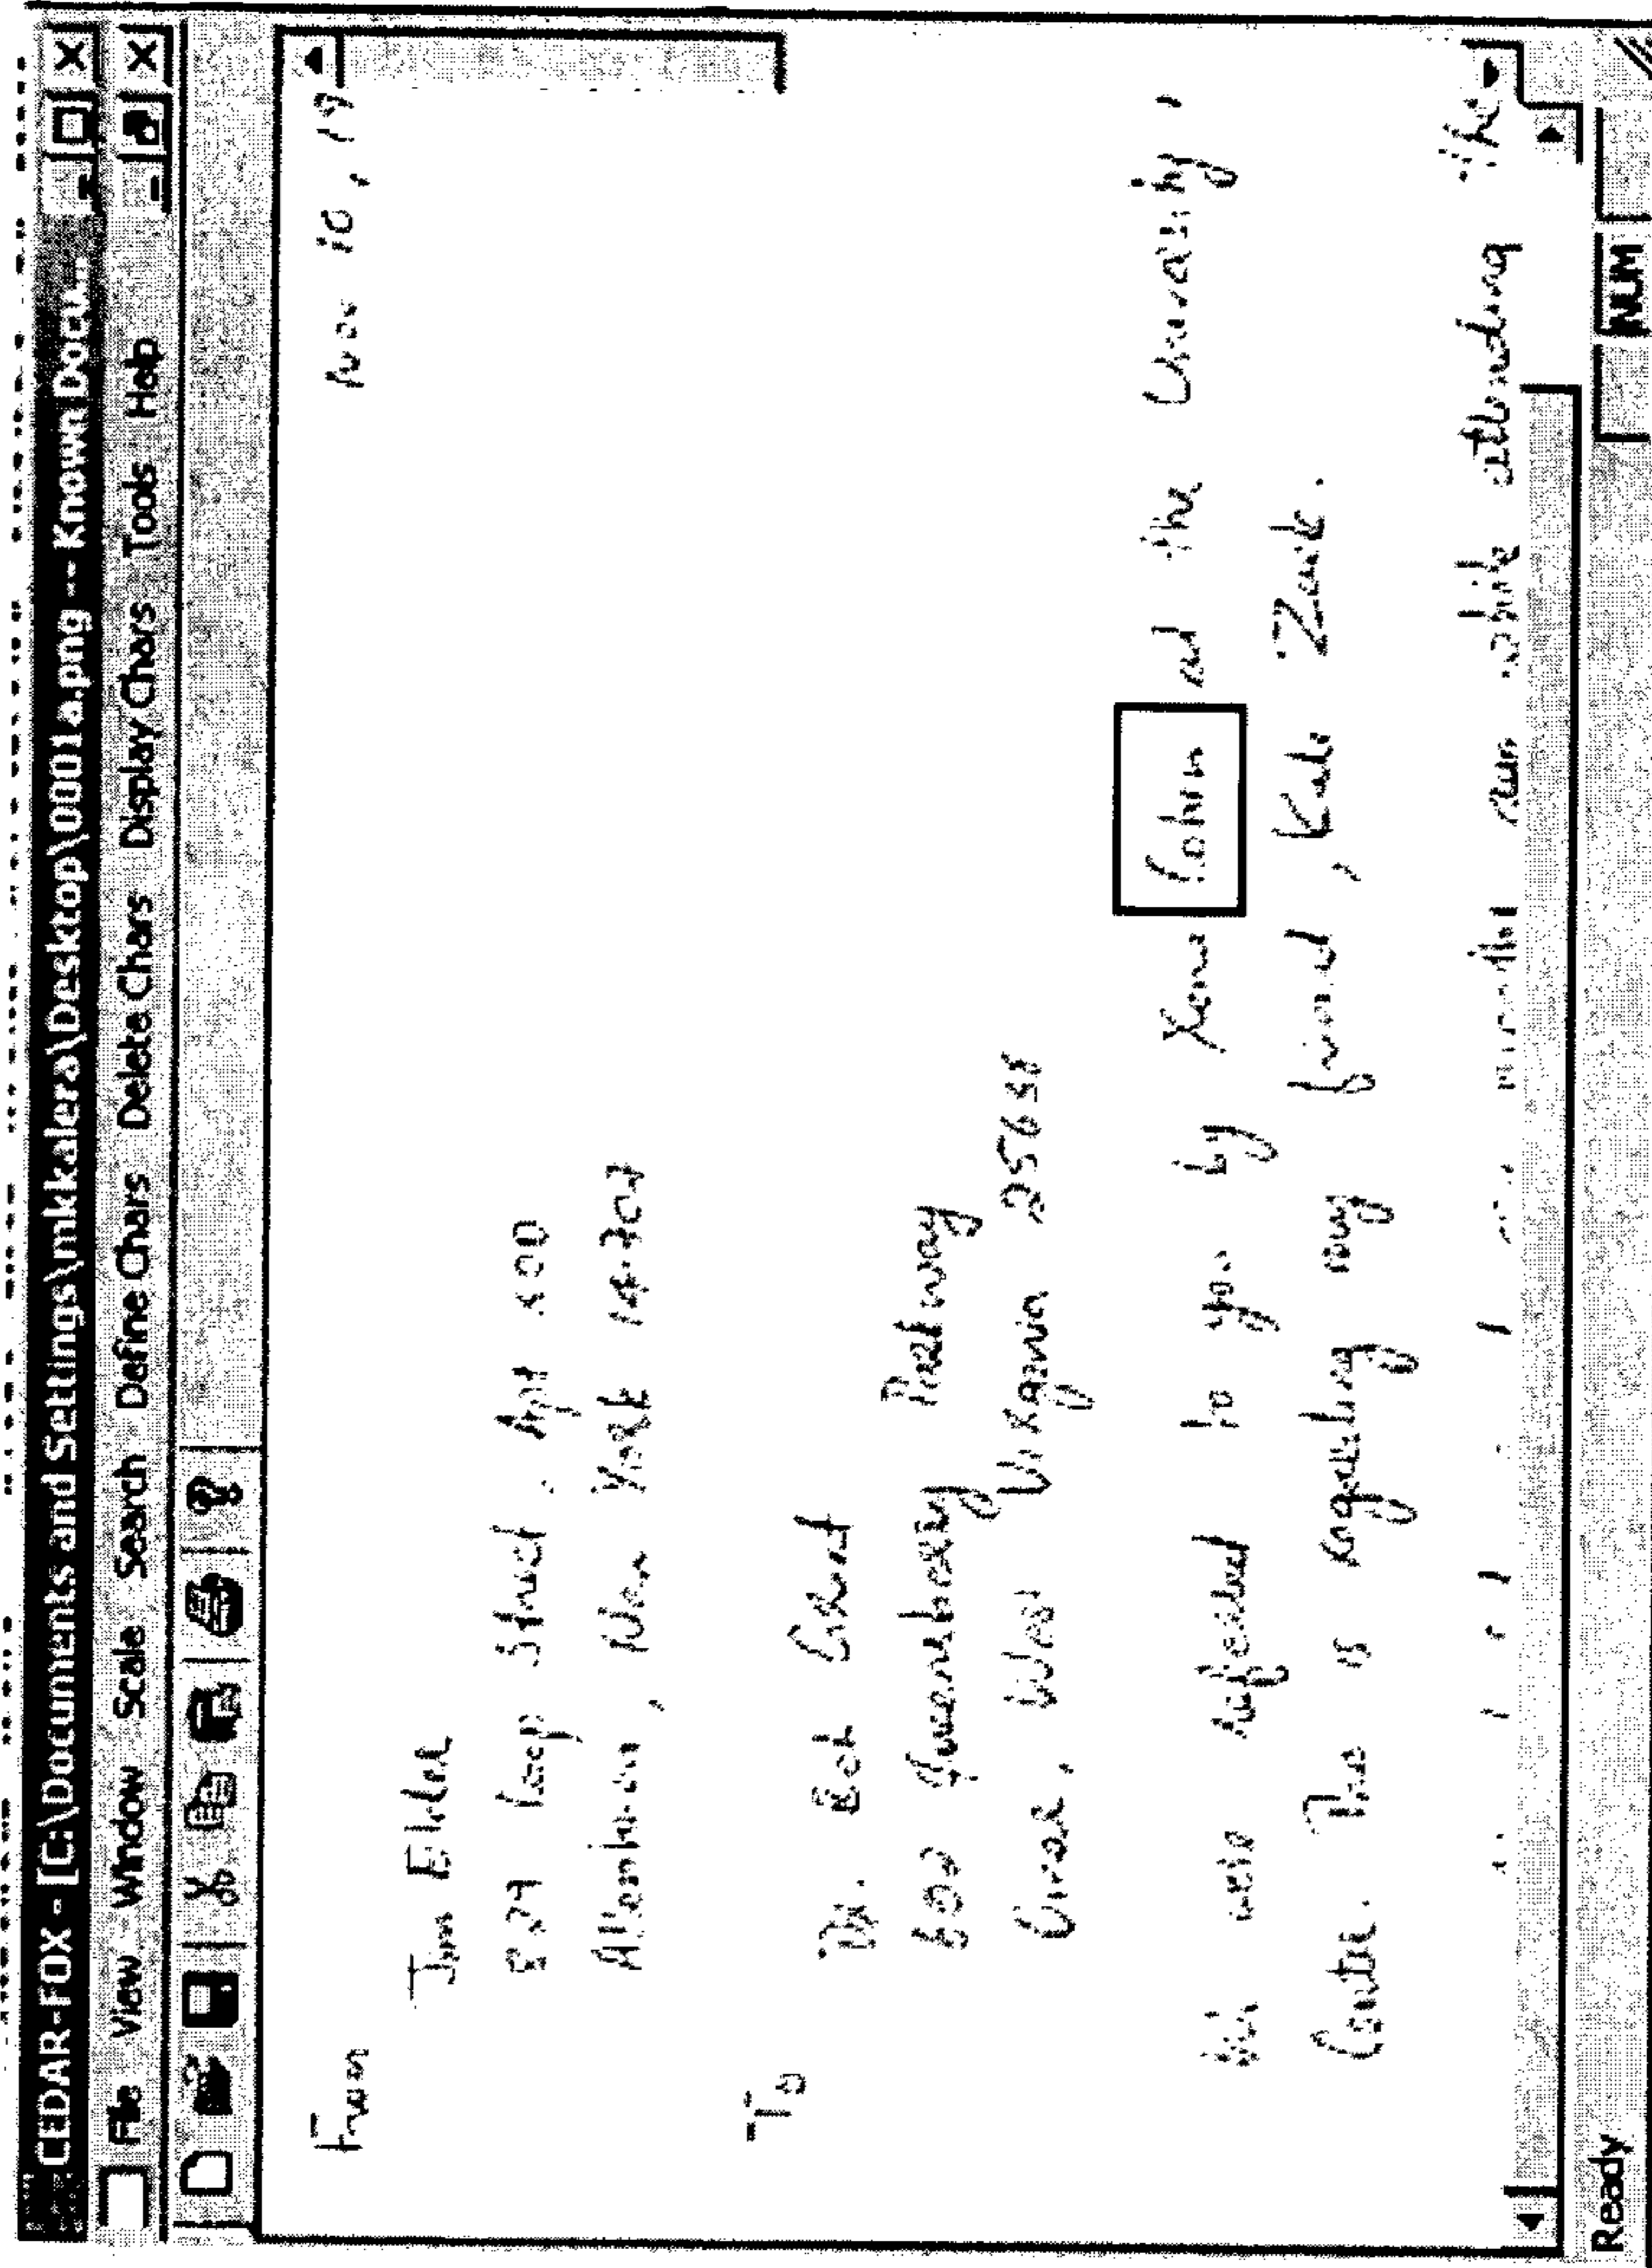 CEDAR-FOX - [C:\Documents and Settings\mkkalera\Desktop\0001a.png -- Known Docu...
File View Window Scale Search Define Chars Delete Chars Display Chars Tools Help
From Nov 10, 19
Jim Elder
829 Loop Street, Apt 300
Allentown, New York 14707
To
Dr. Bob Grant
602 Queensberry Parkway
Omar, West Virginia 25638
We were referred to you by Xena Cohen at the University
Center. This is regarding my friend, Kate Zack.
while attending the
Ready NUM